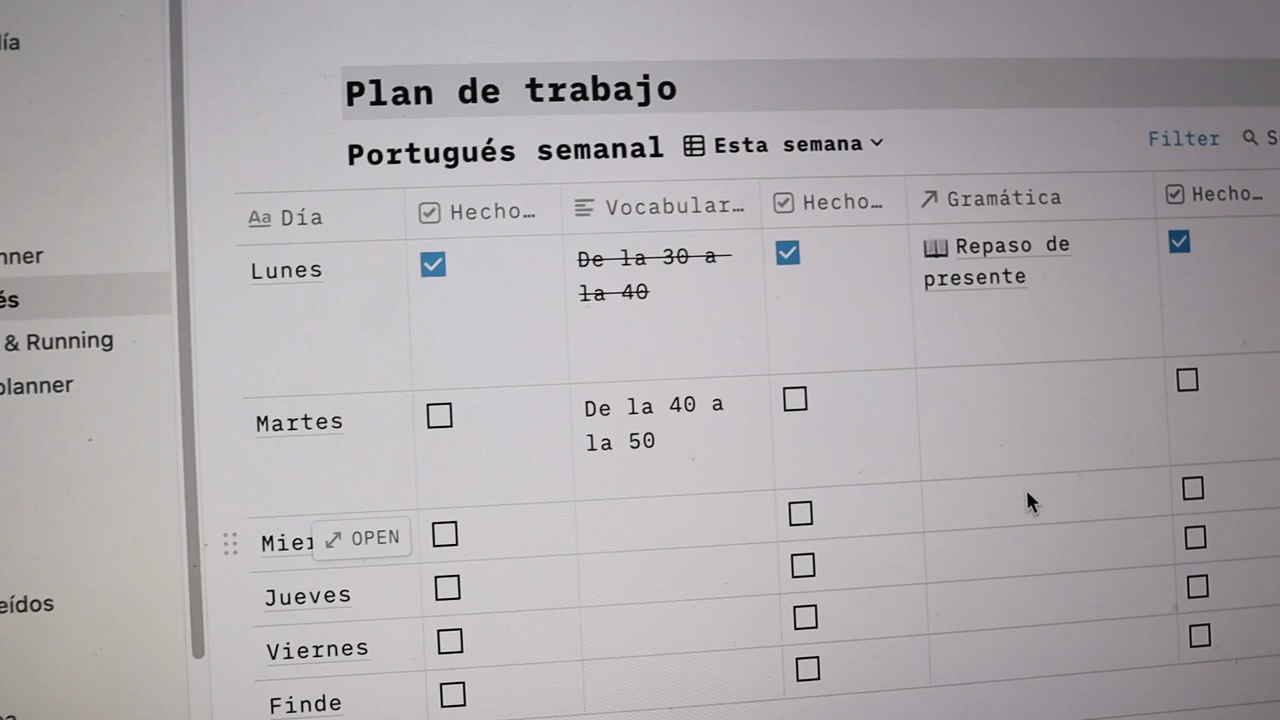 ía
nner
és
& Running
planner
eídos
Plan de trabajo
Portugués semanal Esta semana
Filter
Aa Día Hecho… Vocabular… Hecho… Gramática Hecho…
Lunes De la 30 a Repaso de
la 40 presente
Martes De la 40 a
la 50
OPEN
Jueves
Viernes
Finde